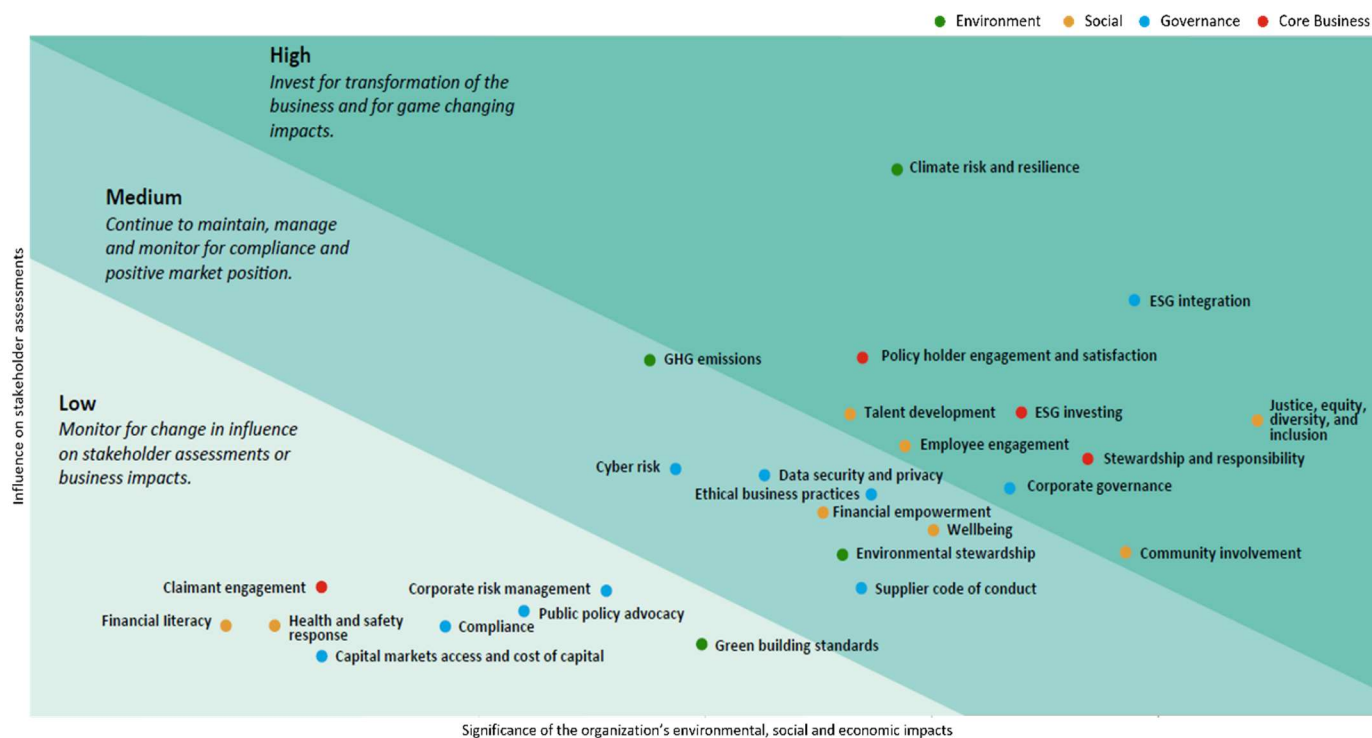 Environment
Social
Governance
Core Business
High
Invest for transformation of the
business and for game changing
impacts.
Climate risk and resilience
Medium
Continue to maintain, manage
and monitor for compliance and
positive market position.
Influence on stakeholder assessments
ESG integration
GHG emissions
Policy holder engagement and satisfaction
Low
Monitor for change in influence
on stakeholder assessments or
business impacts.
Talent development
ESG investing
Justice, equity,
diversity, and
inclusion
Employee engagement
Stewardship and responsibility
Cyber risk
Data security and privacy
Ethical business practices
Corporate governance
Financial empowerment
Wellbeing
Environmental stewardship
Community involvement
Claimant engagement
Corporate risk management
Supplier code of conduct
Public policy advocacy
Financial literacy
Health and safety
response
Compliance
Capital markets access and cost of capital
Green building standards
Significance of the organization's environmental, social and economic impacts